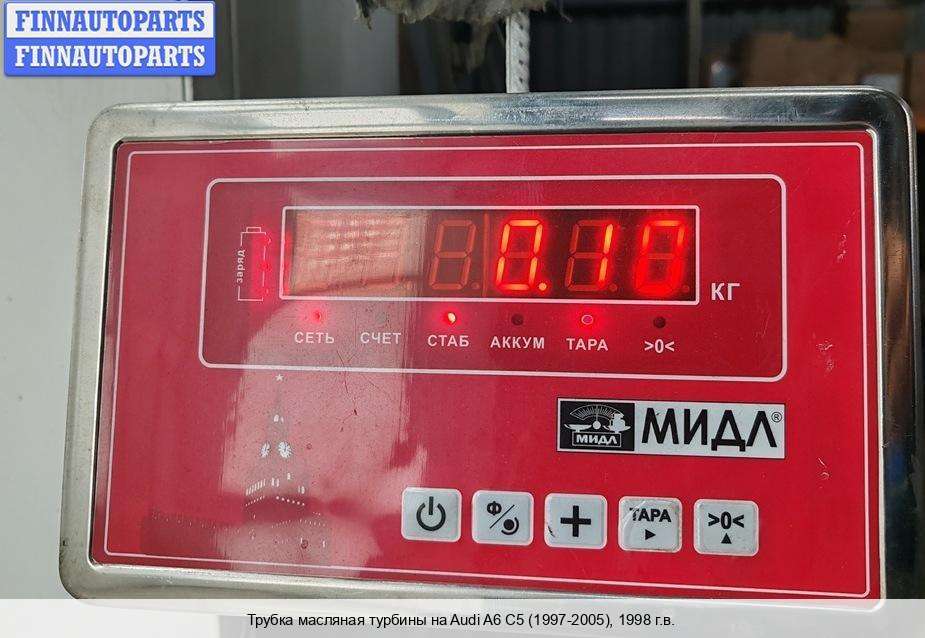 FINNAUTOPARTS
FINNAUTOPARTS
заряд
0.10
КГ
СЕТЬ СЧЕТ СТАБ АККУМ ТАРА >0<
МИДЛ МИДЛ®
Ф
+
ТАРА >0<
Трубка масляная турбины на Audi A6 C5 (1997-2005), 1998 г.в.